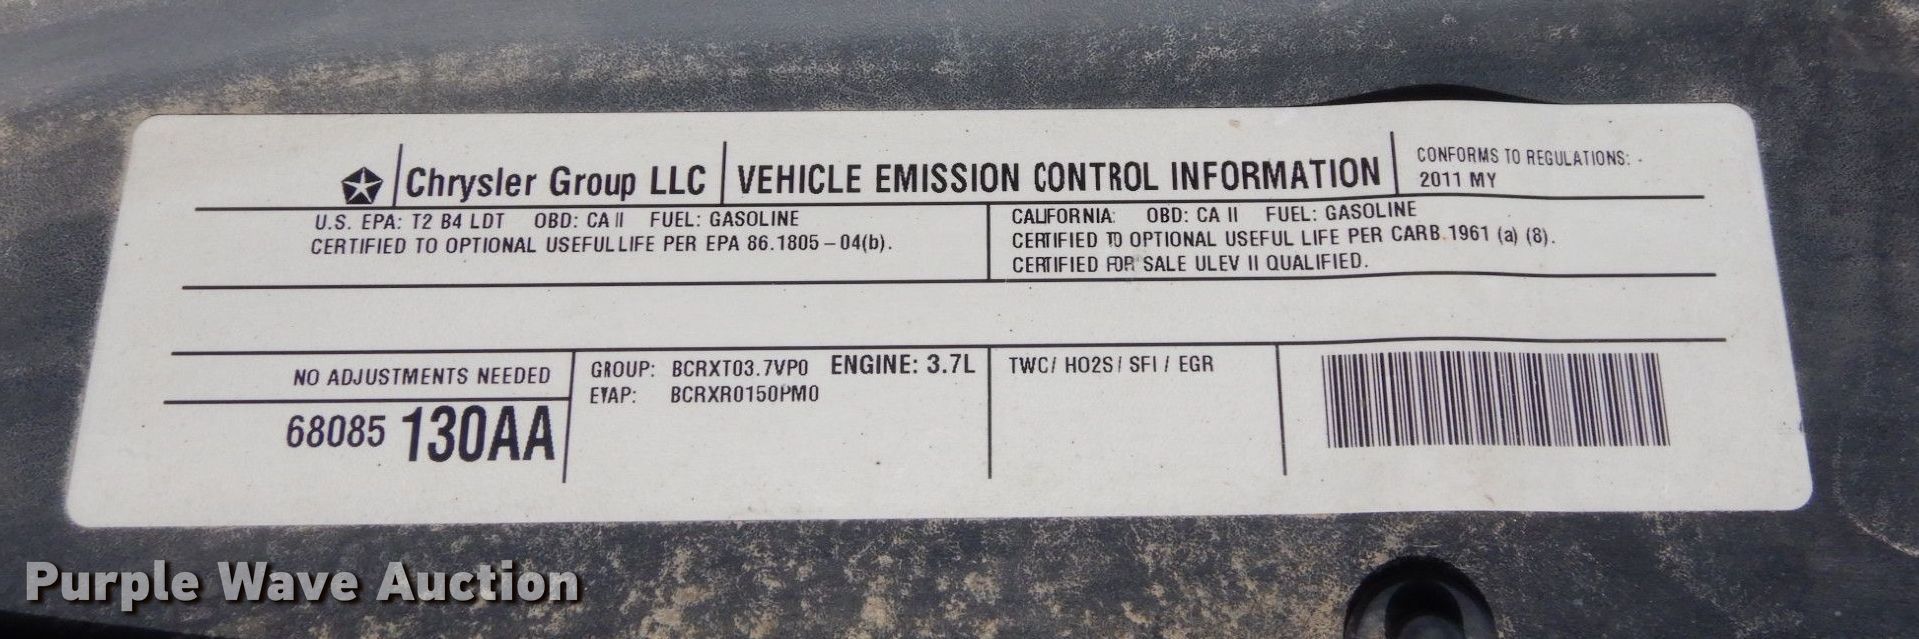 Chrysler Group LLC VEHICLE EMISSION CONTROL INFORMATION
CONFORMS TO REGULATIONS:
2011 MY
U.S. EPA: T2 B4 LDT OBD: CA II FUEL: GASOLINE
CERTIFIED TO OPTIONAL USEFUL LIFE PER EPA 86.1805-04(b).
CALIFORNIA: OBD: CA II FUEL: GASOLINE
CERTIFIED TO OPTIONAL USEFUL LIFE PER CARB 1961 (a) (8).
CERTIFIED FOR SALE ULEV II QUALIFIED.
NO ADJUSTMENTS NEEDED
68085 130AA
GROUP: BCRXT03.7VP0 ENGINE: 3.7L
EVAP: BCRXR0150PM0
TWC/ HO2S/ SFI/ EGR
Purple Wave Auction